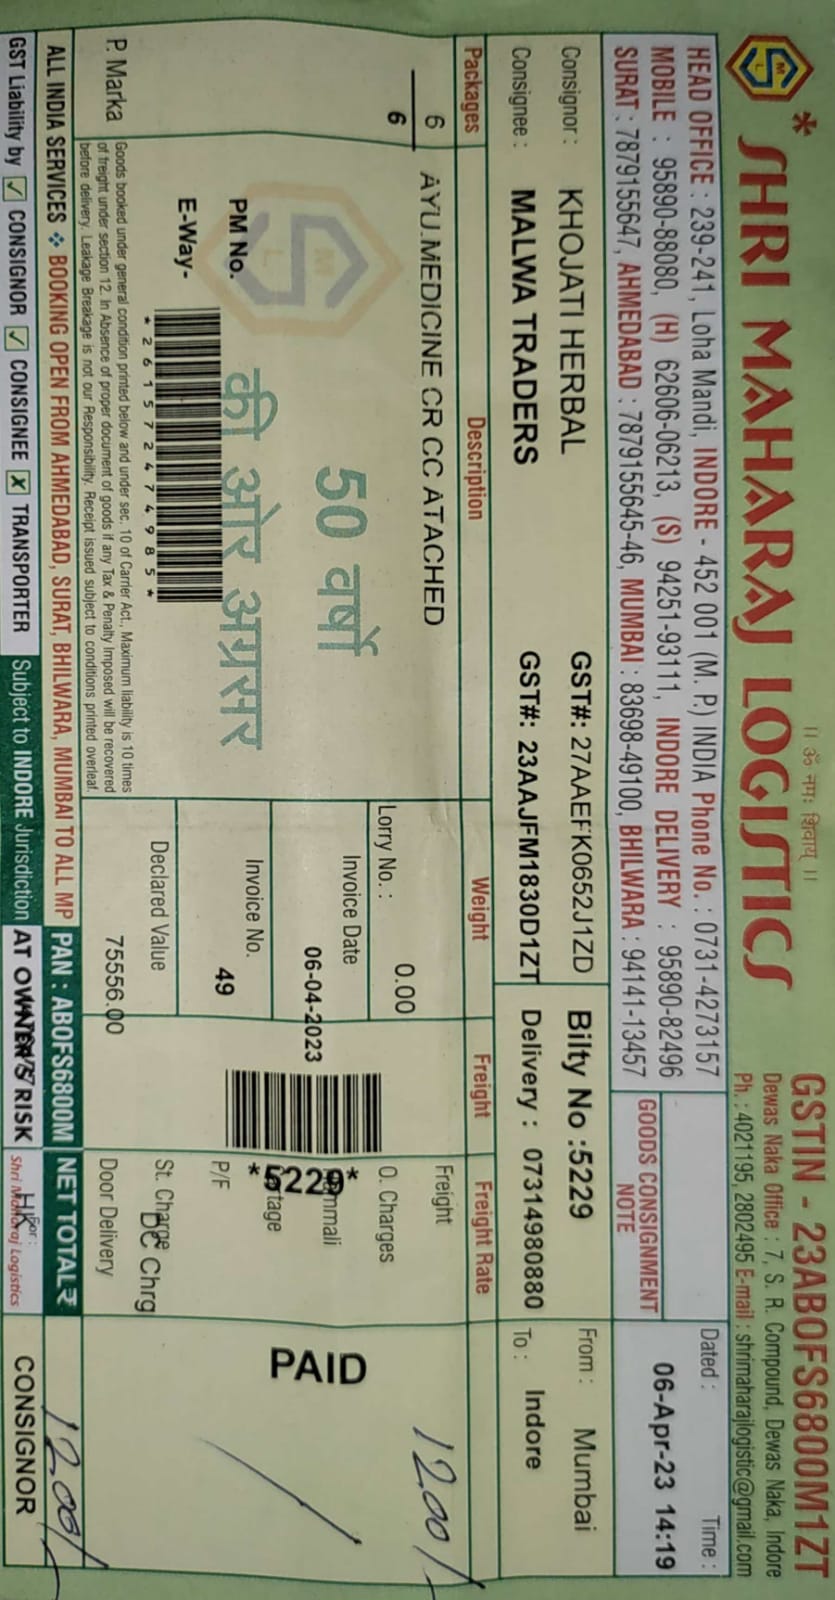 || ॐ नमः शिवाय् ||
GSTIN - 23ABOFS6800M1ZT
* SHRI MAHARAJ LOGISTICS
Dewas Naka Office : 7, S. R. Compound, Dewas Naka, Indore
Ph. : 4021195, 2802495 E-mail : shrimaharajlogistic@gmail.com
HEAD OFFICE : 239-241, Loha Mandi, INDORE - 452 001 (M. P.) INDIA Phone No. : 0731-4273157
MOBILE : 95890-88080, (H) 62606-06213, (S) 94251-93111, INDORE DELIVERY : 95890-82496
SURAT : 7879155647, AHMEDABAD : 7879155645-46, MUMBAI : 83698-49100, BHILWARA : 94141-13457
GOODS CONSIGNMENT NOTE
Dated : Time :
06-Apr-23 14:19
Consignor : KHOJATI HERBAL GST#: 27AAEFK0652J1ZD Bilty No :5229 From : Mumbai
Consignee : MALWA TRADERS GST#: 23AAJFM1830D1ZT Delivery : 07314980880 To : Indore
Packages Description Weight Freight Freight Rate
6 AYU.MEDICINE CR CC ATACHED 0.00 Freight 1200/
6
Lorry No. : O. Charges
50 वर्षो
की ओर अग्रसर
Invoice Date
06-04-2023
*5229*
PAID
PM No.
Invoice No.
49
P/F
E-Way-
*261572474985*
St. Charge
DC Chrg
Declared Value
75556.00
Door Delivery
P. Marka
Goods booked under general condition printed below and under sec. 10 of Carrier Act., Maximum liability is 10 times
of freight under section 12. In Absence of proper document of goods if any Tax & Penalty Imposed will be recovered
before delivery. Leakage Breakage is not our Responsibility. Receipt issued subject to conditions printed overleaf.
ALL INDIA SERVICES ❖ BOOKING OPEN FROM AHMEDABAD, SURAT, BHILWARA, MUMBAI TO ALL MP PAN : ABOFS6800M NET TOTAL ₹ 1200/
GST Liability by ✓ CONSIGNOR ✓ CONSIGNEE X TRANSPORTER Subject to INDORE Jurisdiction AT OWNER'S RISK
HK
For :
Shri Maharaj Logistics
CONSIGNOR